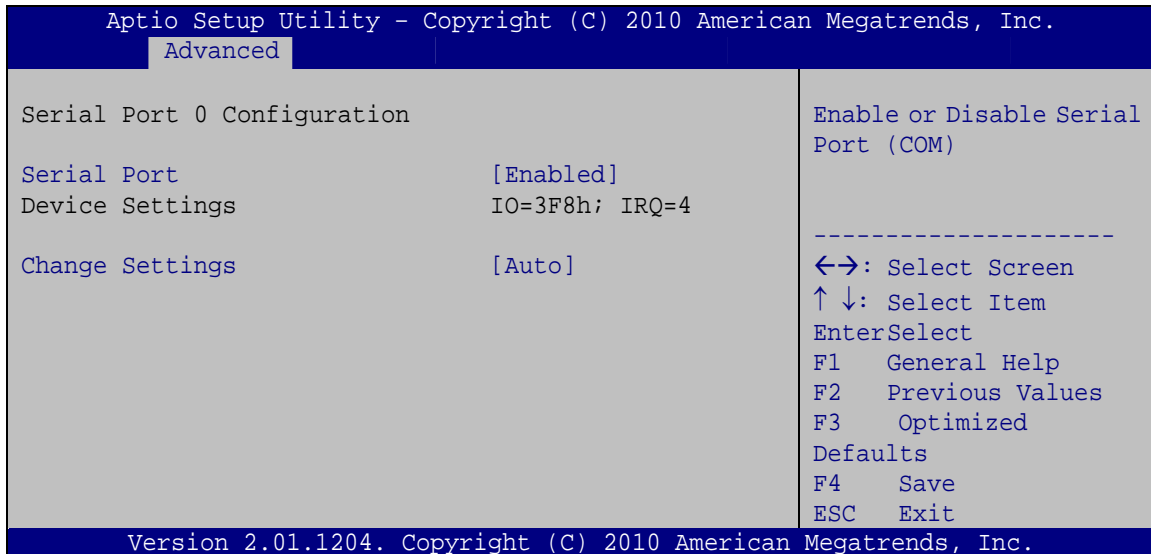 Aptio Setup Utility – Copyright (C) 2010 American Megatrends, Inc.
Advanced
Serial Port 0 Configuration
Serial Port [Enabled]
Device Settings IO=3F8h; IRQ=4
Change Settings [Auto]
Enable or Disable Serial
Port (COM)
---------------------
←→: Select Screen
↑ ↓: Select Item
EnterSelect
F1 General Help
F2 Previous Values
F3 Optimized
Defaults
F4 Save
ESC Exit
Version 2.01.1204. Copyright (C) 2010 American Megatrends, Inc.